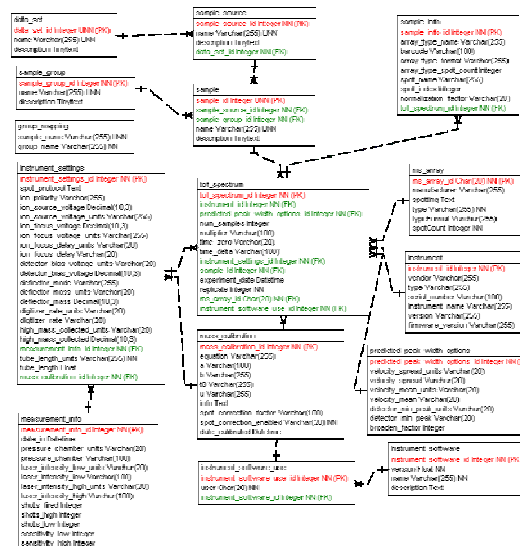 data_set
data_set_id Integer UNN (PK)
name Varchar(255) UNN
description Tinytext
sample_source
sample_source_id Integer NN (PK)
name Varchar(255) UNN
description Tinytext
data_set_id Integer NN (FK)
sample_info
sample_info_id Integer NN (PK)
array_type_name Varchar(255)
barcode Varchar(100)
array_type_format Varchar(255)
array_type_spot_count Integer
spot_name Varchar(255)
spot_index Integer
normalization_factor Varchar(20)
tof_spectrum_id Integer NN (FK)
sample_group
sample_group_id Integer NN (PK)
name Varchar(255) UNN
description Tinytext
sample
sample_id Integer UNN (PK)
sample_source_id Integer NN (FK)
sample_group_id Integer NN (FK)
name Varchar(255) UNN
description Tinytext
group_mapping
sample_name Varchar(255) UNN
group_name Varchar(255) NN
instrument_settings
instrument_settings_id Integer NN (PK)
spot_protocol Text
ion_polarity Varchar(255)
ion_source_voltage Decimal(10,3)
ion_source_voltage_units Varchar(255)
ion_focus_voltage Decimal(10,3)
ion_focus_voltage_units Varchar(255)
ion_focus_delay_units Varchar(20)
ion_focus_delay Varchar(20)
detector_bias_voltage_units Varchar(20)
detector_bias_voltage Decimal(10,3)
deflector_mass Varchar(255)
deflector_mass_units Varchar(20)
deflector_mass Decimal(10,3)
digitizer_rate_units Varchar(20)
digitizer_rate Varchar(20)
high_mass_collected_units Varchar(20)
high_mass_collected Decimal(10,3)
measurement_info_id Integer NN (FK)
tube_length_units Varchar(255) NN
tube_length Float
mass_calibration_id Integer NN (FK)
tof_spectrum
tof_spectrum_id Integer NN (PK)
instrument_id Integer NN (FK)
predicted_peak_width_options_id Integer NN (FK)
num_samples Integer
multiplier Varchar(100)
time_zero Varchar(20)
time_delta Varchar(100)
instrument_settings_id Integer NN (FK)
sample_id Integer NN (FK)
experiment_date Datetime
replicate Integer NN
ms_array_id Char(20) NN (FK)
instrument_software_use_id Integer NN (FK)
ms_array
ms_array_id Char(20) NN (PK)
manufacturer Varchar(255)
spotting Text
type Varchar(255) NN
typeFormat Varchar(255)
spotCount Integer NN
instrument
instrument_id Integer NN (PK)
vendor Varchar(255)
type Varchar(255)
serial_number Varchar(100)
instrument_name Varchar(255)
version Varchar(255)
firmware_version Varchar(255)
mass_calibration
mass_calibration_id Integer NN (PK)
equation Varchar(255)
a Varchar(100)
b Varchar(255)
t0 Varchar(255)
u Varchar(255)
info Text
spot_correction_factor Varchar(100)
spot_correction_enabled Varchar(20) NN
date_calibrated Datetime
predicted_peak_width_options
predicted_peak_width_options_id Integer NN (PK)
velocity_spread_units Varchar(20)
velocity_spread Varchar(20)
velocity_mean_units Varchar(20)
velocity_mean Varchar(20)
detector_min_peak_units Varchar(20)
detector_min_peak Varchar(20)
broaden_factor Integer
measurement_info
measurement_info_id Integer NN (PK)
date_in Datetime
pressure_chamber_units Varchar(20)
pressure_chamber Varchar(100)
laser_intensity_low_units Varchar(20)
laser_intensity_low Varchar(100)
laser_intensity_high_units Varchar(20)
laser_intensity_high Varchar(100)
shots_fired Integer
shots_high Integer
shots_low Integer
sensitivity_low Integer
sensitivity_high Integer
instrument_software_use
instrument_software_use_id Integer NN (PK)
user Char(20) NN
instrument_software_id Integer NN (FK)
instrument_software
instrument_software_id Integer NN (PK)
version Float NN
name Varchar(255) NN
description Text